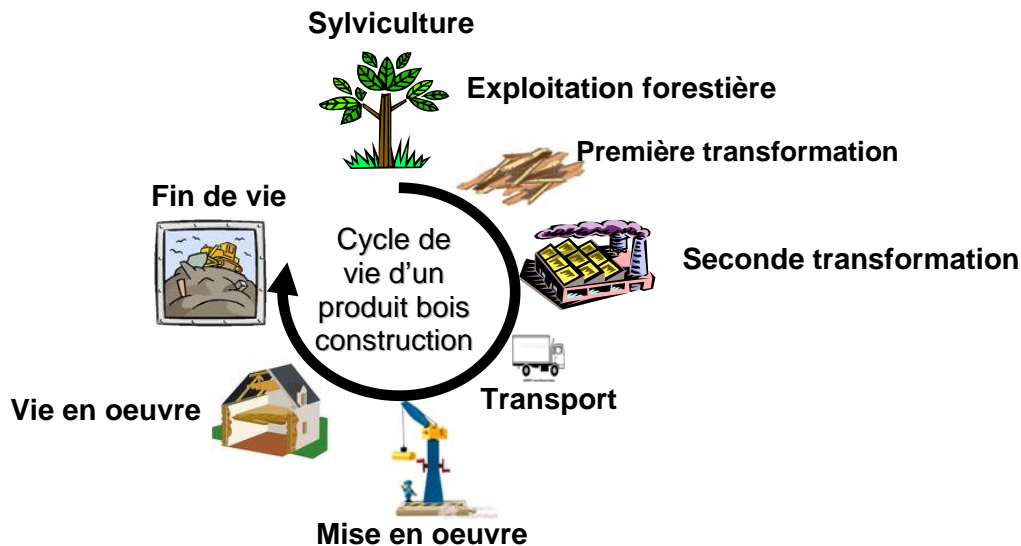 Sylviculture
Exploitation forestière
Première transformation
Seconde transformation
Transport
Mise en oeuvre
Vie en oeuvre
Fin de vie
Cycle de
vie d'un
produit bois
construction